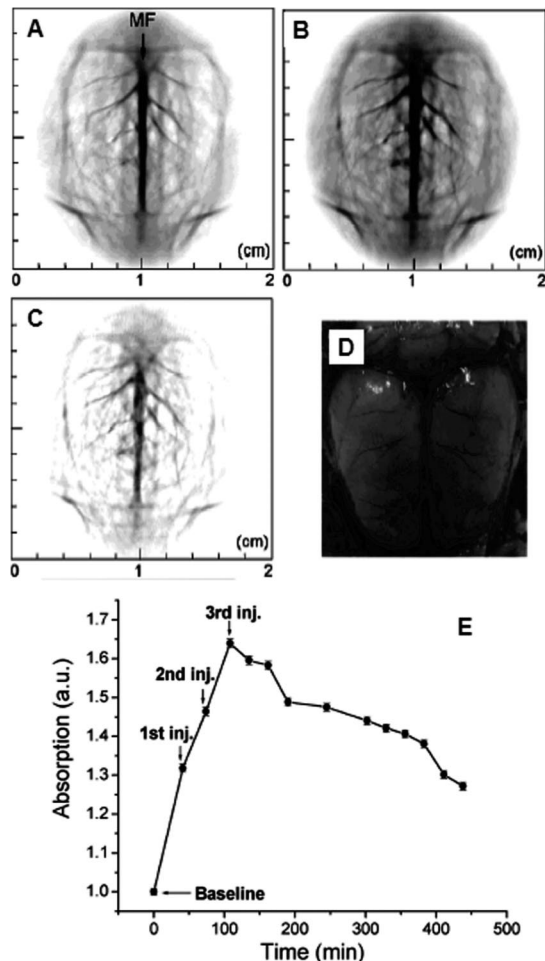 A
MF
(cm)
0 1 2
B
(cm)
0 1 2
C
(cm)
0 1 2
D
E
1.7
1.6
1.5
1.4
1.3
1.2
1.1
1.0
Absorption (a.u.)
3rd inj.
2nd inj.
1st inj.
Baseline
0 100 200 300 400 500
Time (min)